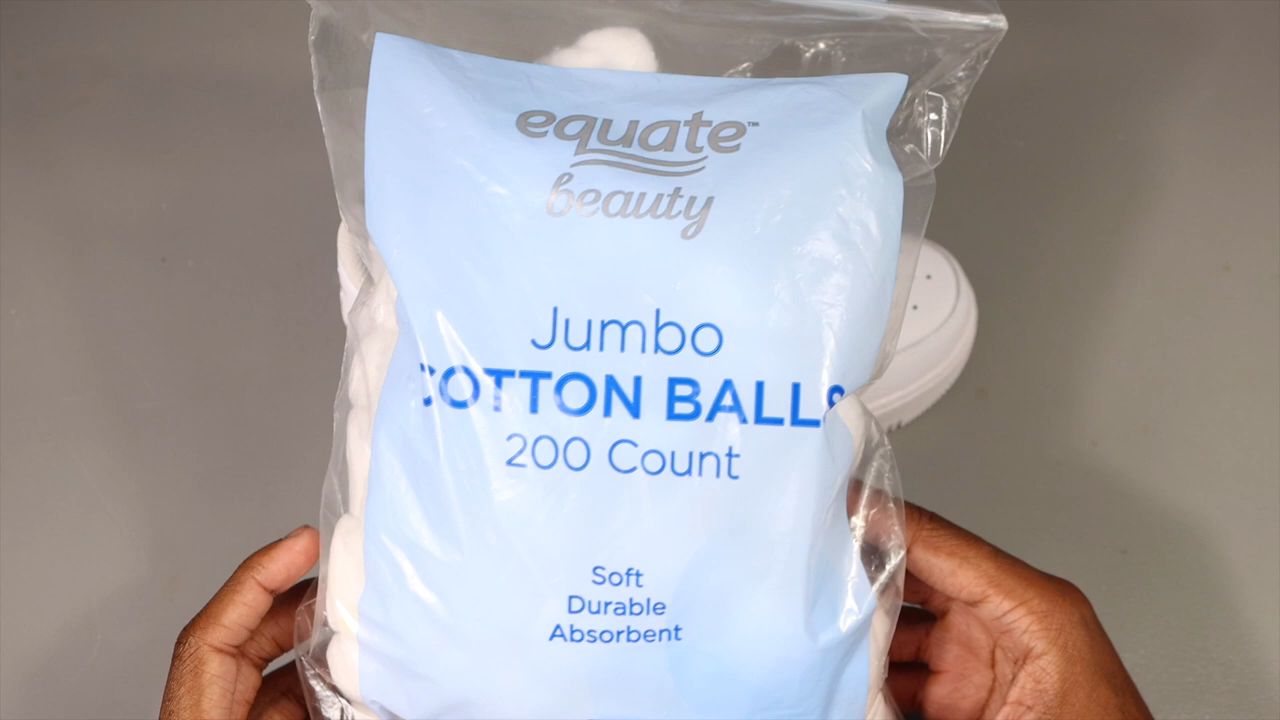 equate™
beauty
Jumbo
COTTON BALLS
200 Count
Soft
Durable
Absorbent